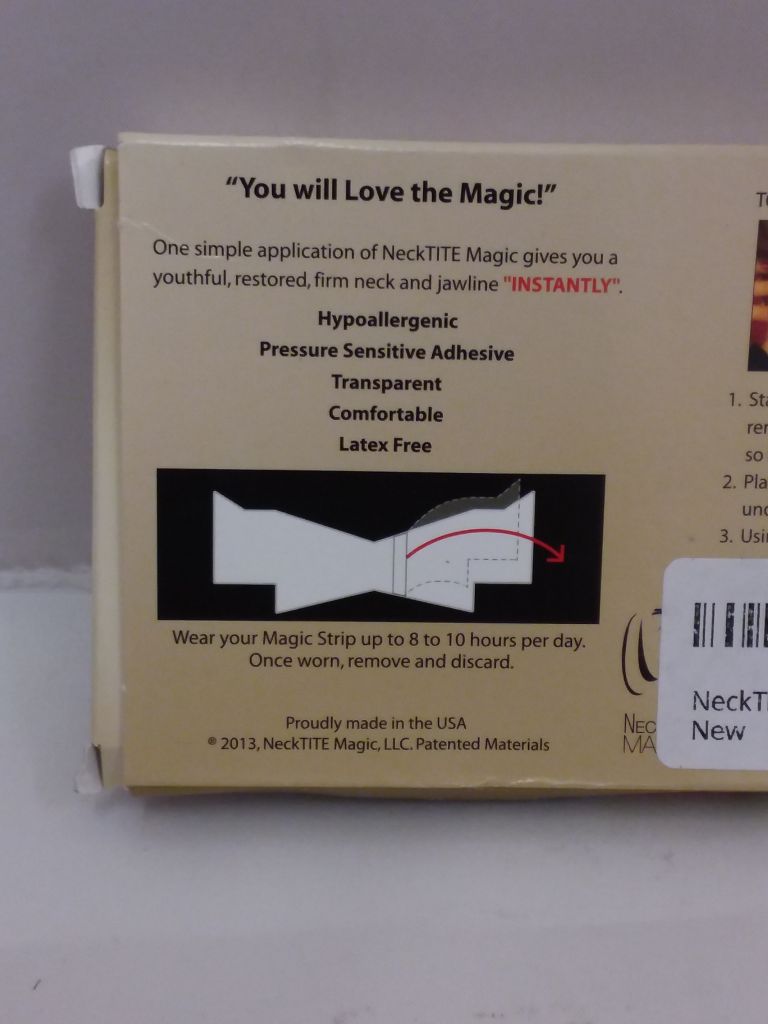 “You will Love the Magic!”
One simple application of NeckTITE Magic gives you a
youthful, restored, firm neck and jawline "INSTANTLY".
Hypoallergenic
Pressure Sensitive Adhesive
Transparent
Comfortable
Latex Free
Wear your Magic Strip up to 8 to 10 hours per day.
Once worn, remove and discard.
Proudly made in the USA
® 2013, NeckTITE Magic, LLC. Patented Materials
1.
2.
3.
so
New